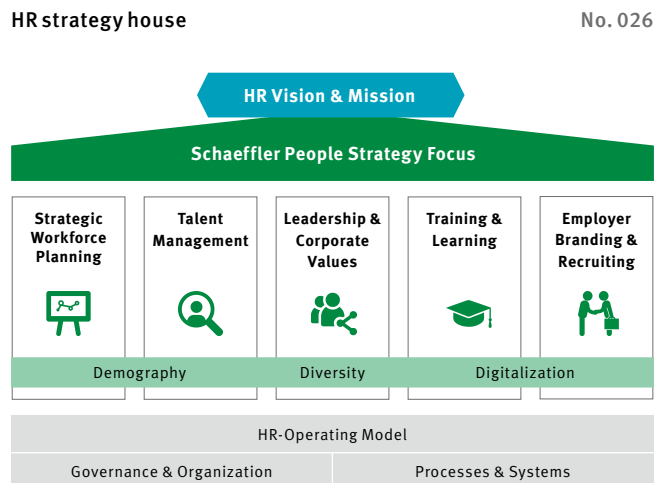 HR strategy house
No. 026
HR Vision & Mission
Schaeffler People Strategy Focus
Strategic
Workforce
Planning
Talent
Management
Leadership &
Corporate
Values
Training &
Learning
Employer
Branding &
Recruiting
Demography
Diversity
Digitalization
HR-Operating Model
Governance & Organization
Processes & Systems